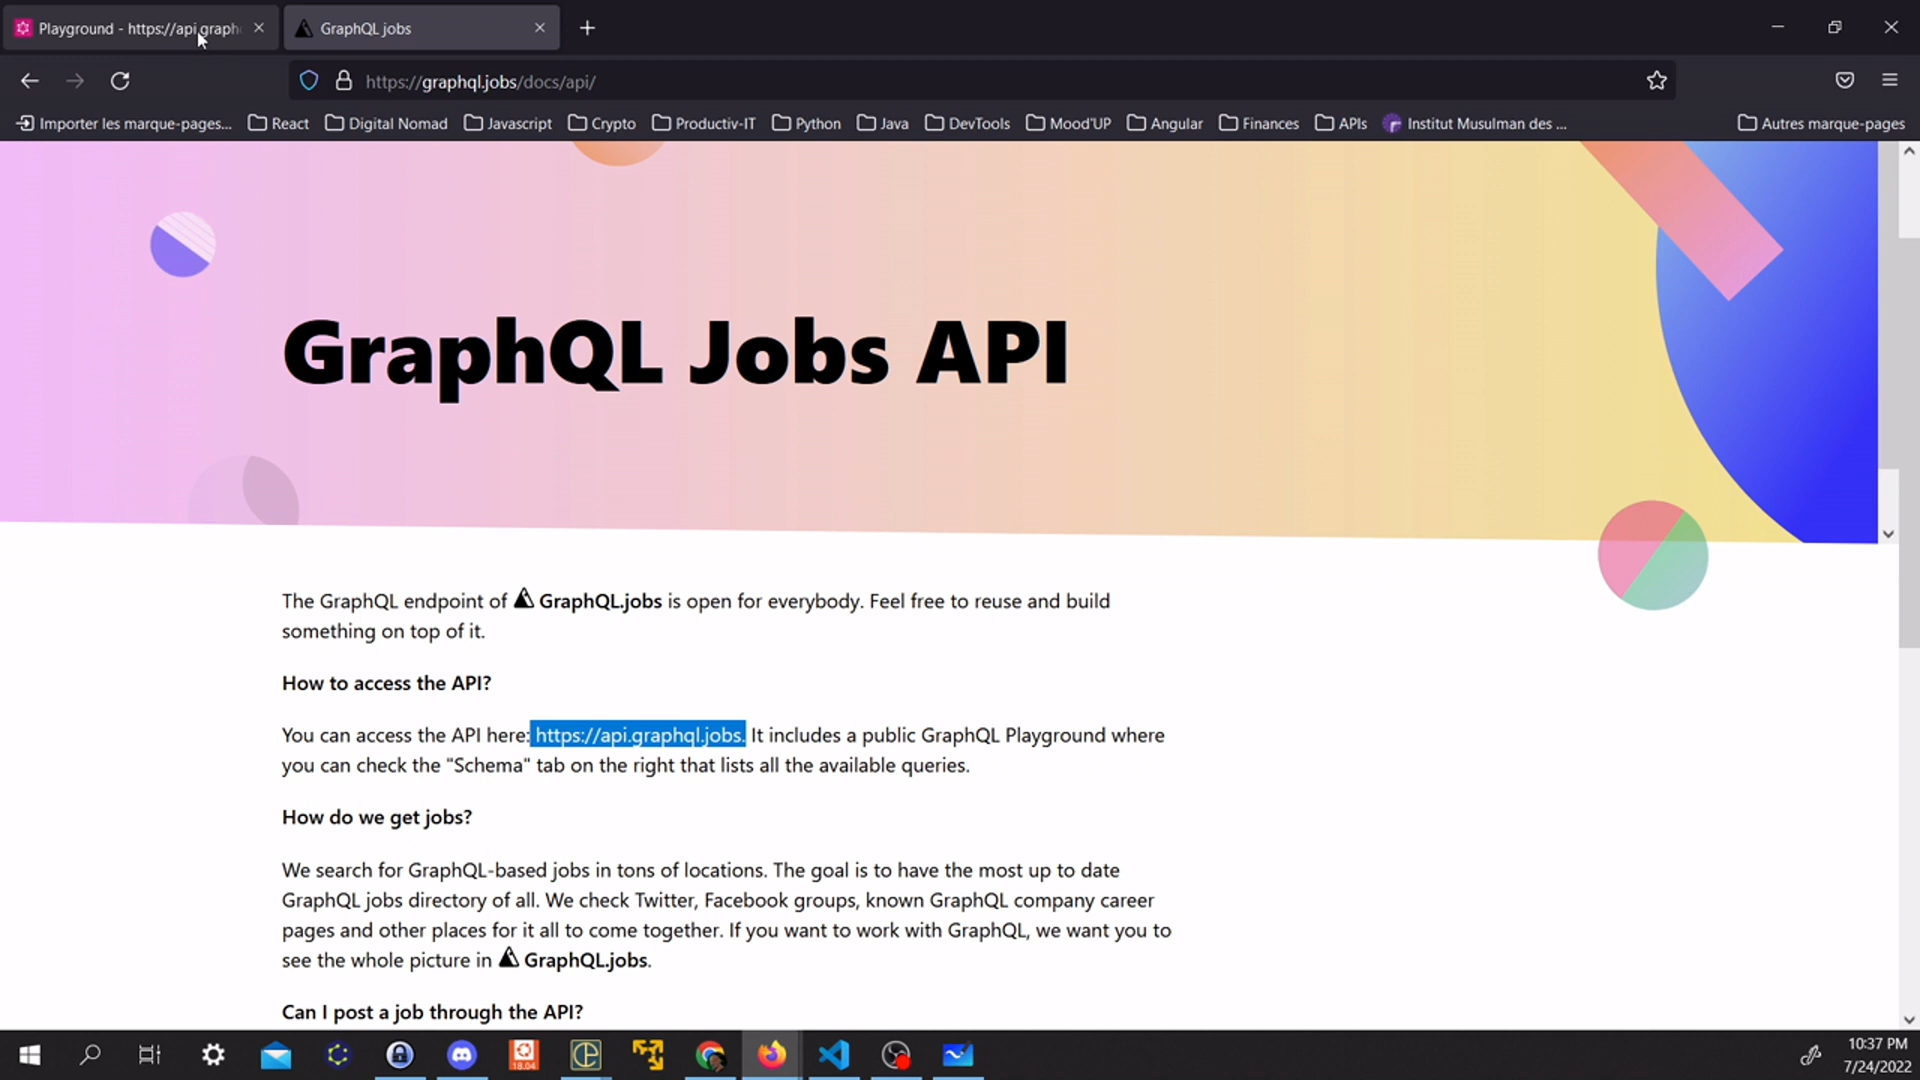 Playground - https://api.graph
GraphQL jobs
https://graphql.jobs/docs/api/
Importer les marque-pages...
React
Digital Nomad
Javascript
Crypto
Productiv-IT
Python
Java
DevTools
Mood'UP
Angular
Finances
APIs
Institut Musulman des ...
Autres marque-pages
GraphQL Jobs API
The GraphQL endpoint of GraphQL.jobs is open for everybody. Feel free to reuse and build
something on top of it.
How to access the API?
You can access the API here: https://api.graphql.jobs. It includes a public GraphQL Playground where
you can check the "Schema" tab on the right that lists all the available queries.
How do we get jobs?
We search for GraphQL-based jobs in tons of locations. The goal is to have the most up to date
GraphQL jobs directory of all. We check Twitter, Facebook groups, known GraphQL company career
pages and other places for it all to come together. If you want to work with GraphQL, we want you to
see the whole picture in GraphQL.jobs.
Can I post a job through the API?
18.04
10:37 PM
7/24/2022